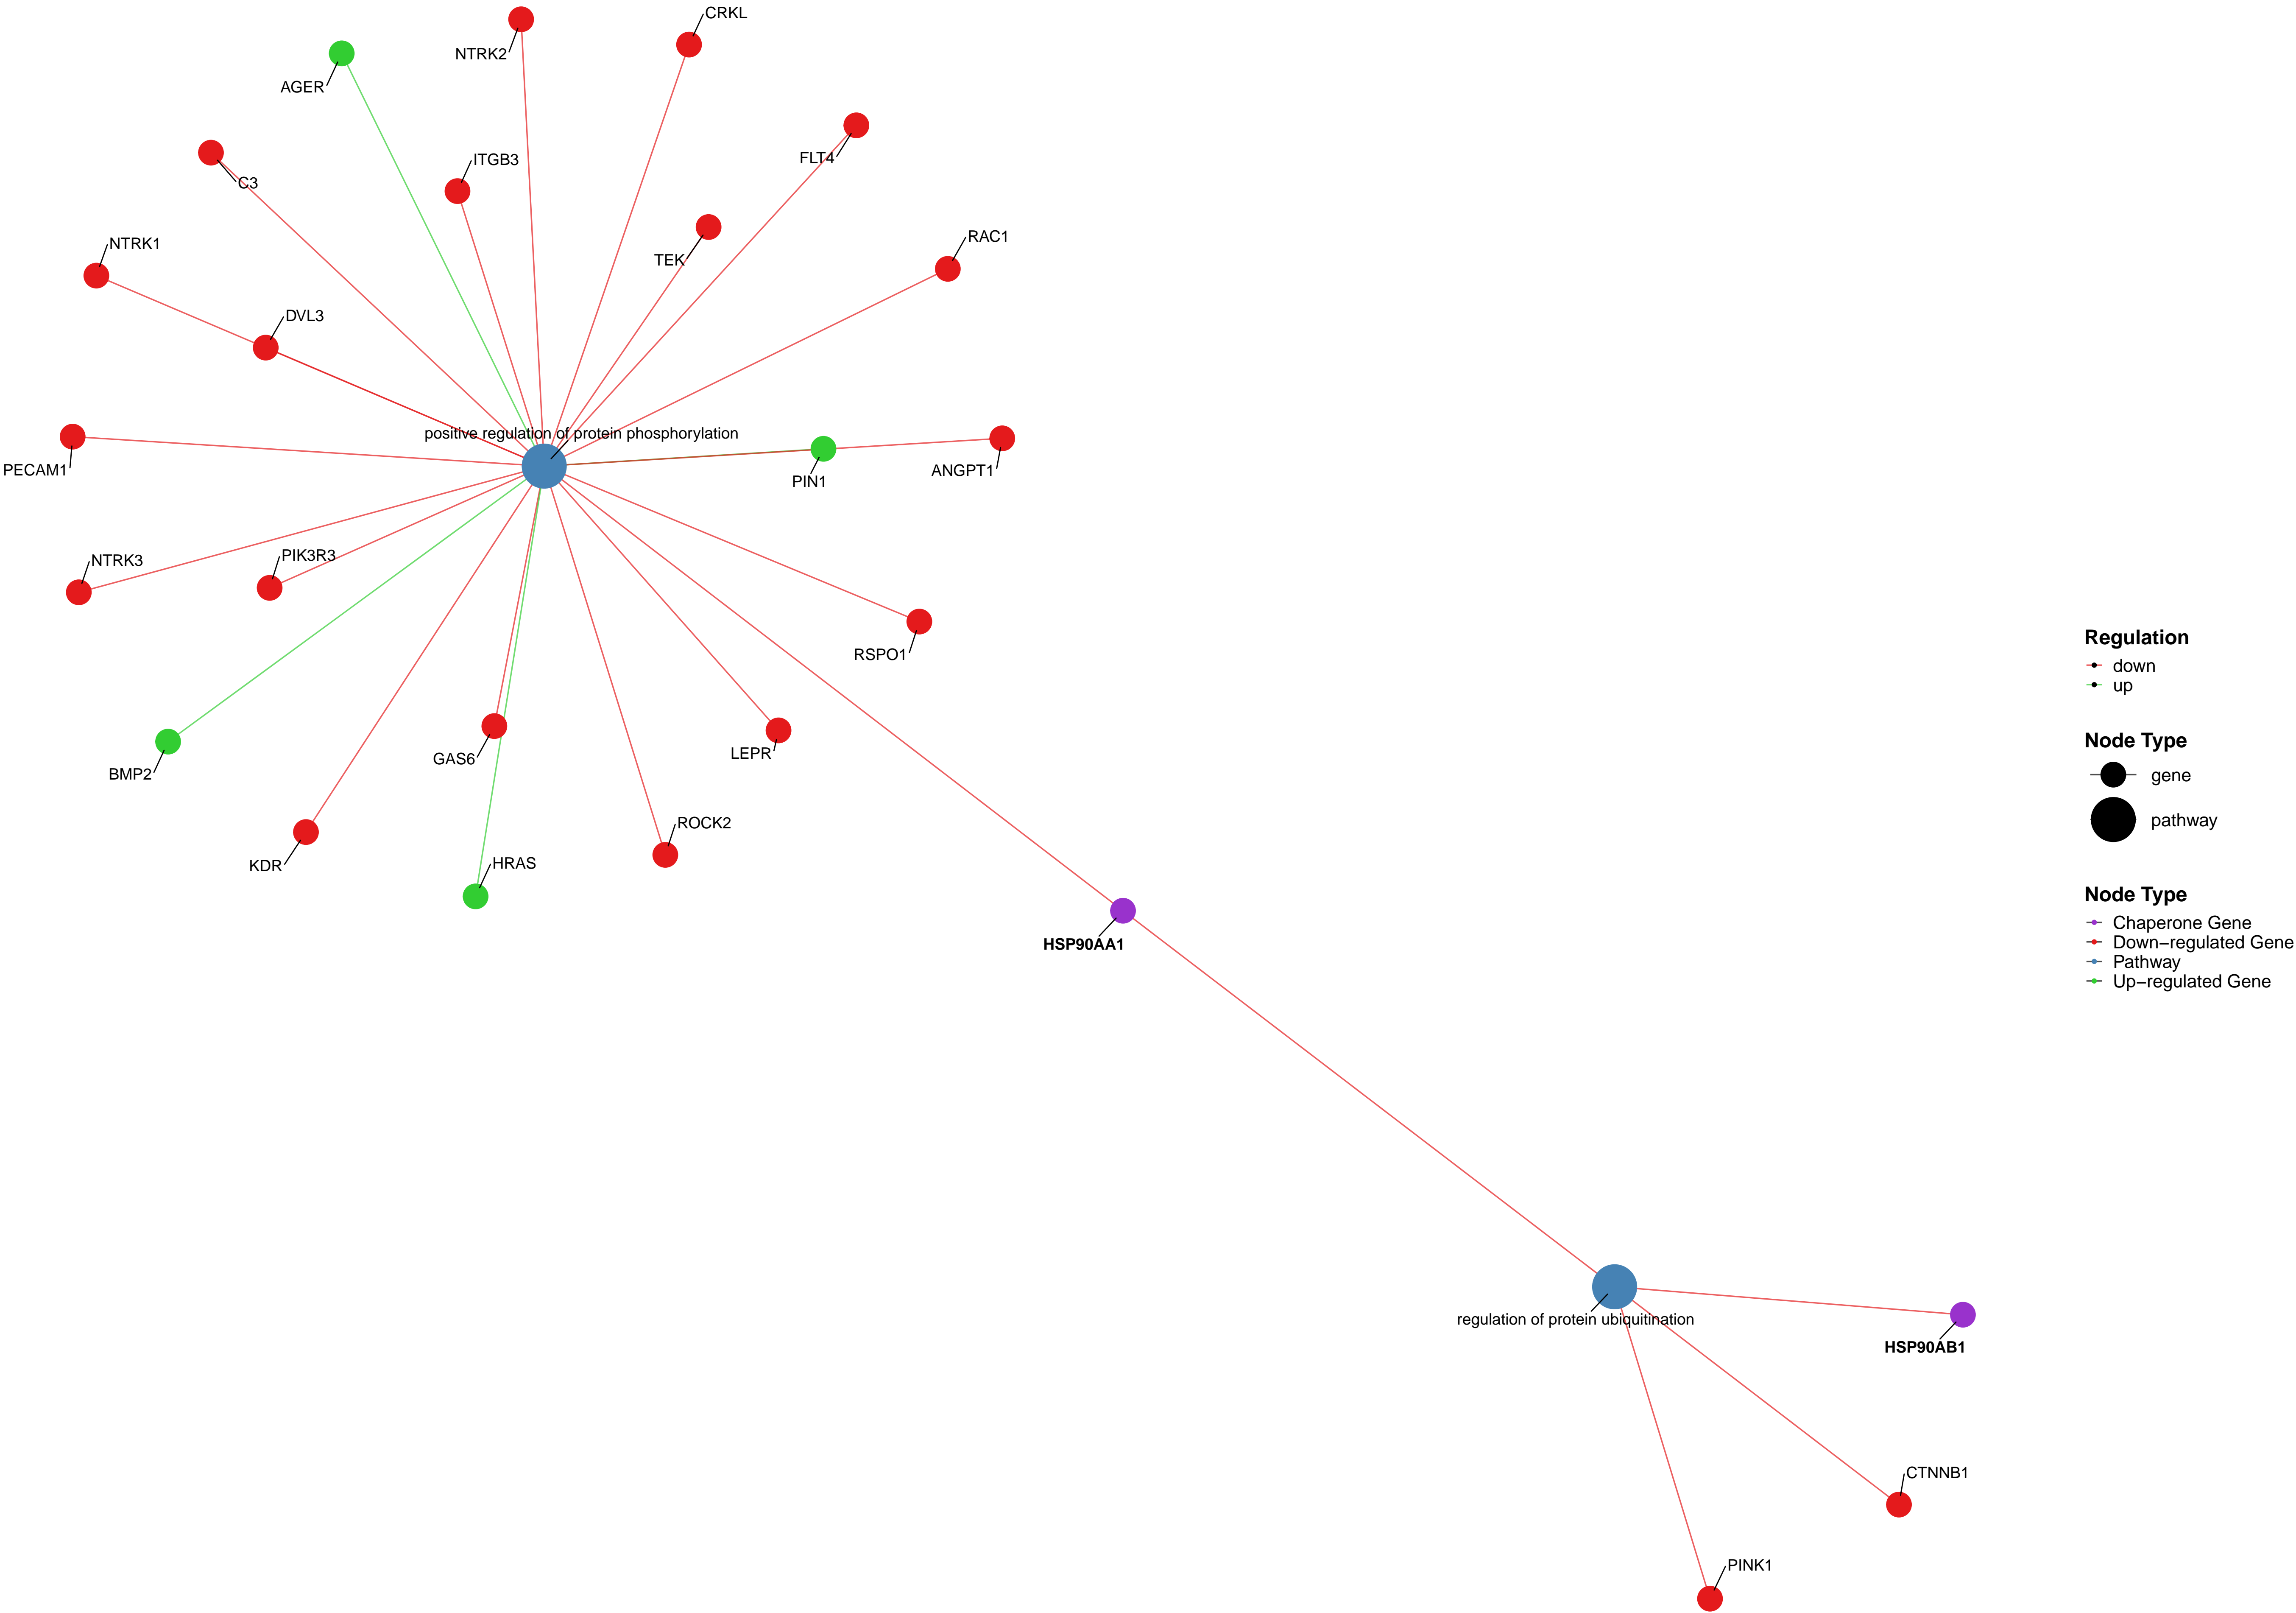 CRKL
NTRK2
AGER
FLT4
ITGB3
C3
RAC1
NTRK1
TEK
DVL3
positive regulation of protein phosphorylation
PECAM1
ANGPT1
PIN1
PIK3R3
NTRK3
RSPO1
LEPR
GAS6
BMP2
ROCK2
HRAS
KDR
HSP90AA1
regulation of protein ubiquitination
HSP90AB1
CTNNB1
PINK1
Regulation
down
up
Node Type
gene
pathway
Node Type
Chaperone Gene
Down−regulated Gene
Pathway
Up−regulated Gene